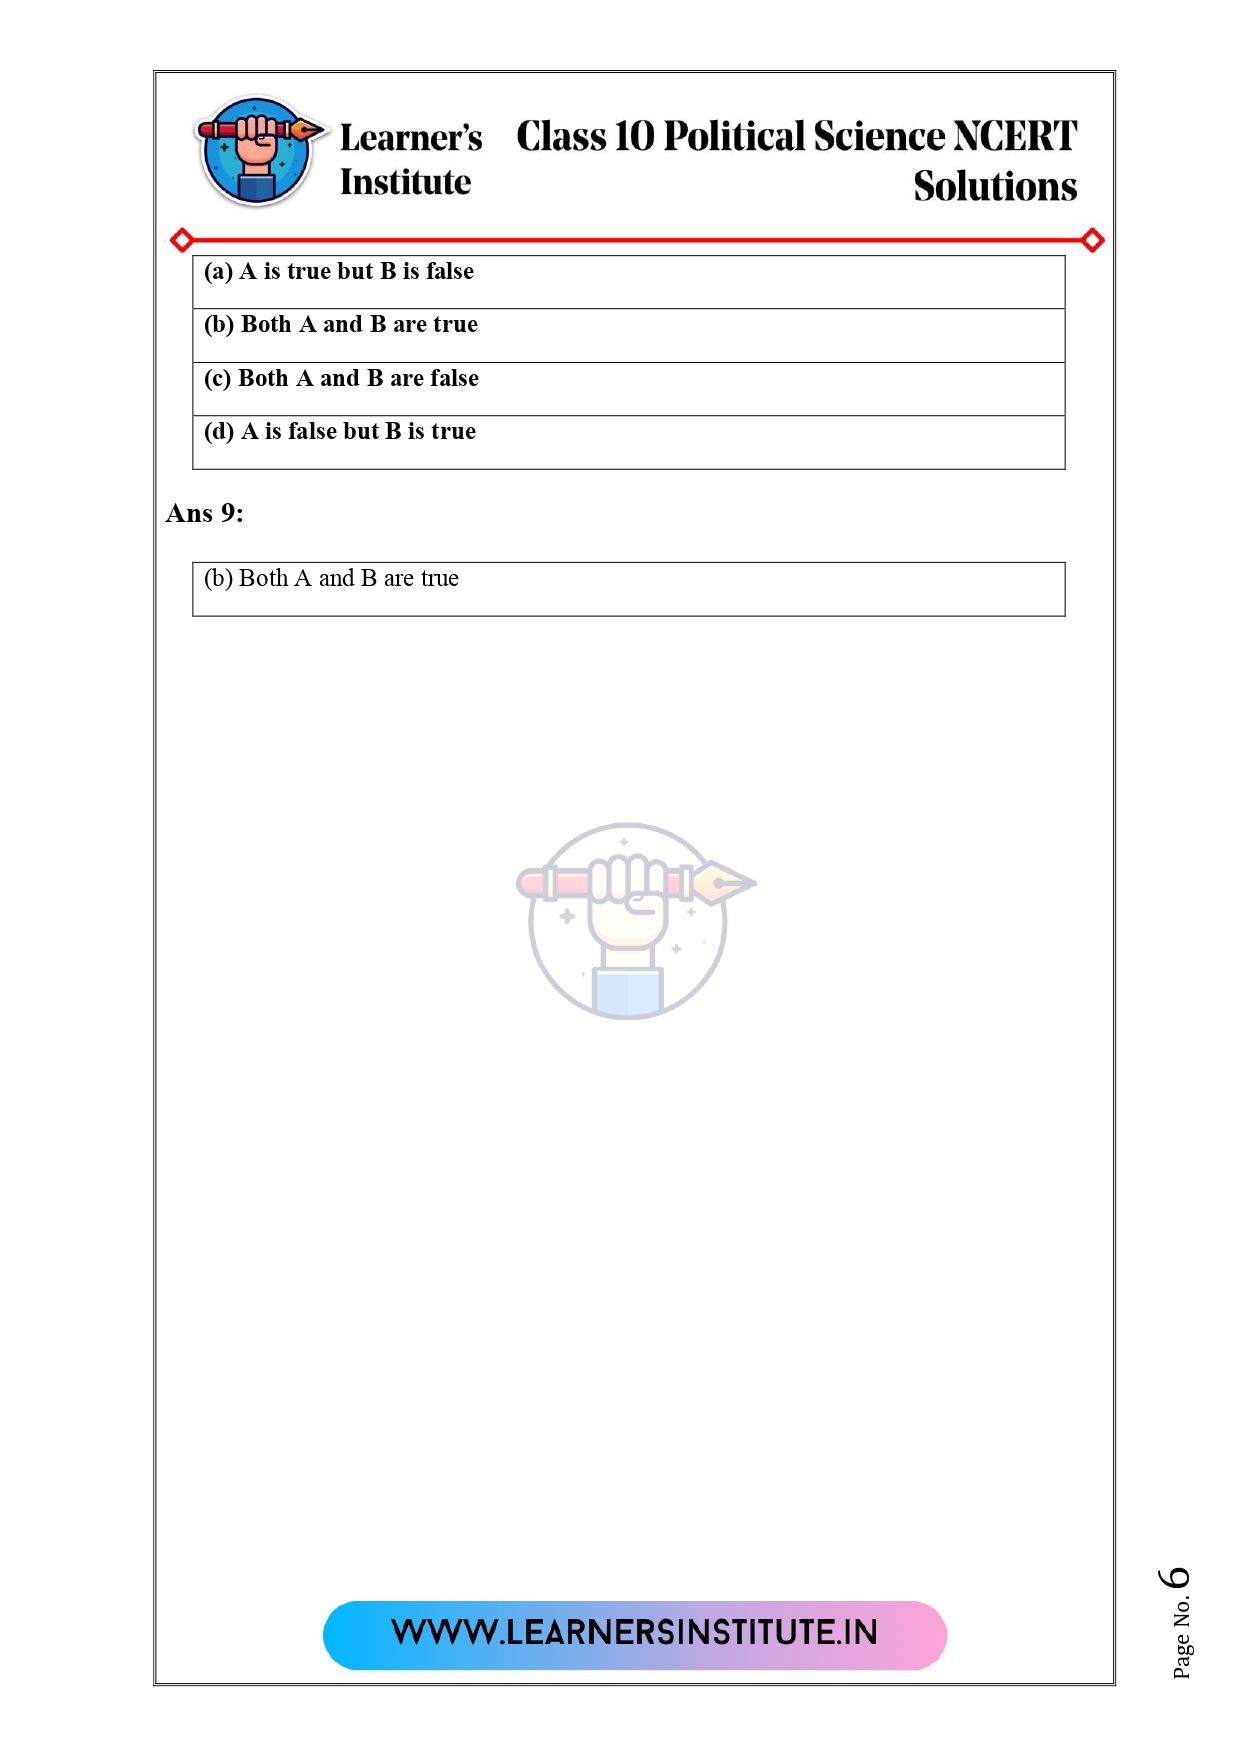 Learner's
Institute
Class 10 Political Science NCERT
Solutions
(a) A is true but B is false
(b) Both A and B are true
(c) Both A and B are false
(d) A is false but B is true
Ans 9:
(b) Both A and B are true
WWW.LEARNERSINSTITUTE.IN
Page No. 6